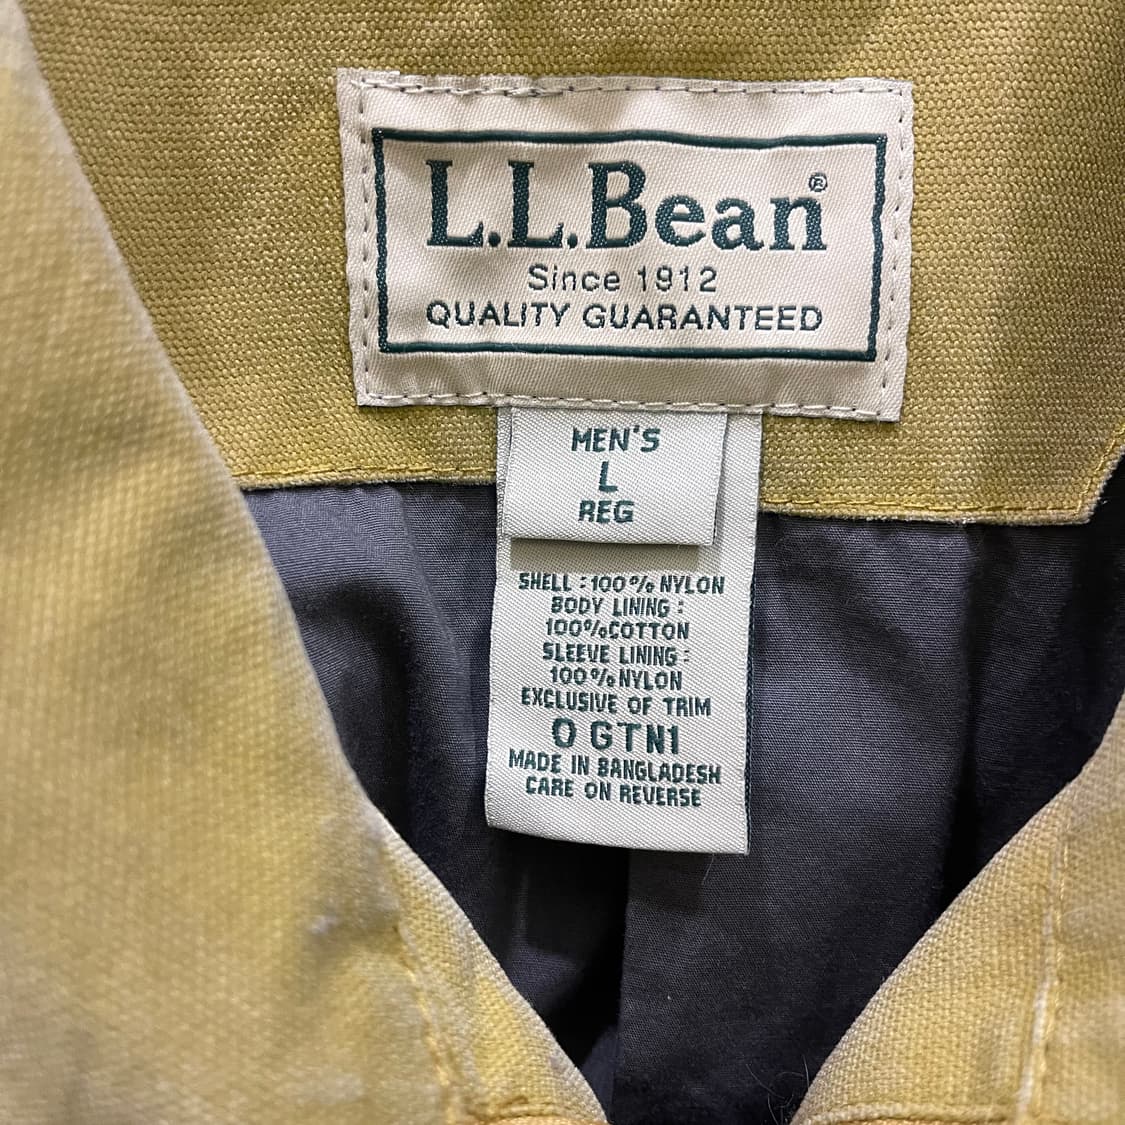 L.L.Bean®
Since 1912
QUALITY GUARANTEED
MEN'S
L
REG
SHELL : 100% NYLON
BODY LINING :
100% COTTON
SLEEVE LINING :
100% NYLON
EXCLUSIVE OF TRIM
0 GTN1
MADE IN BANGLADESH
CARE ON REVERSE